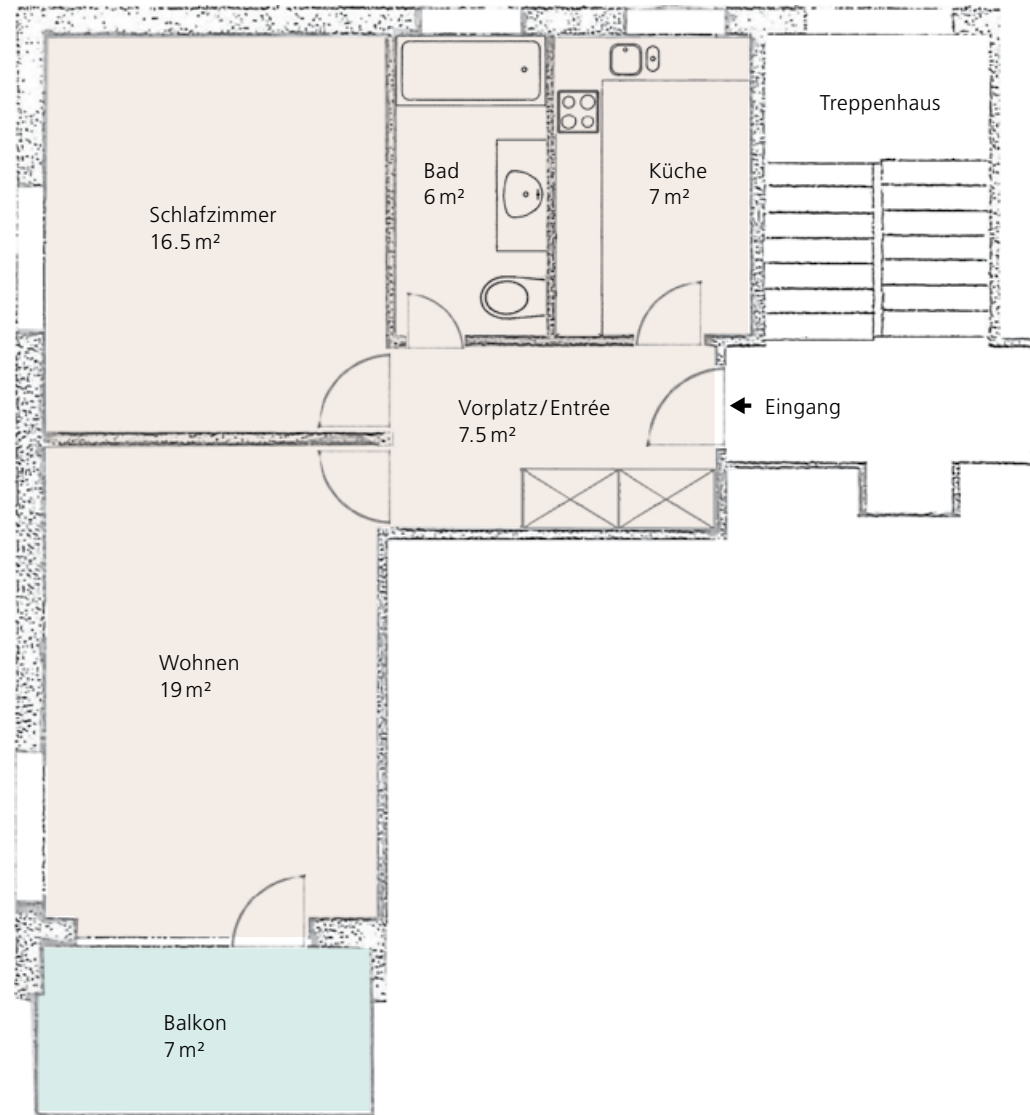 Treppenhaus
Bad
6 m²
Küche
7 m²
Schlafzimmer
16.5 m²
Vorplatz/Entrée
7.5 m²
Eingang
Wohnen
19 m²
Balkon
7 m²